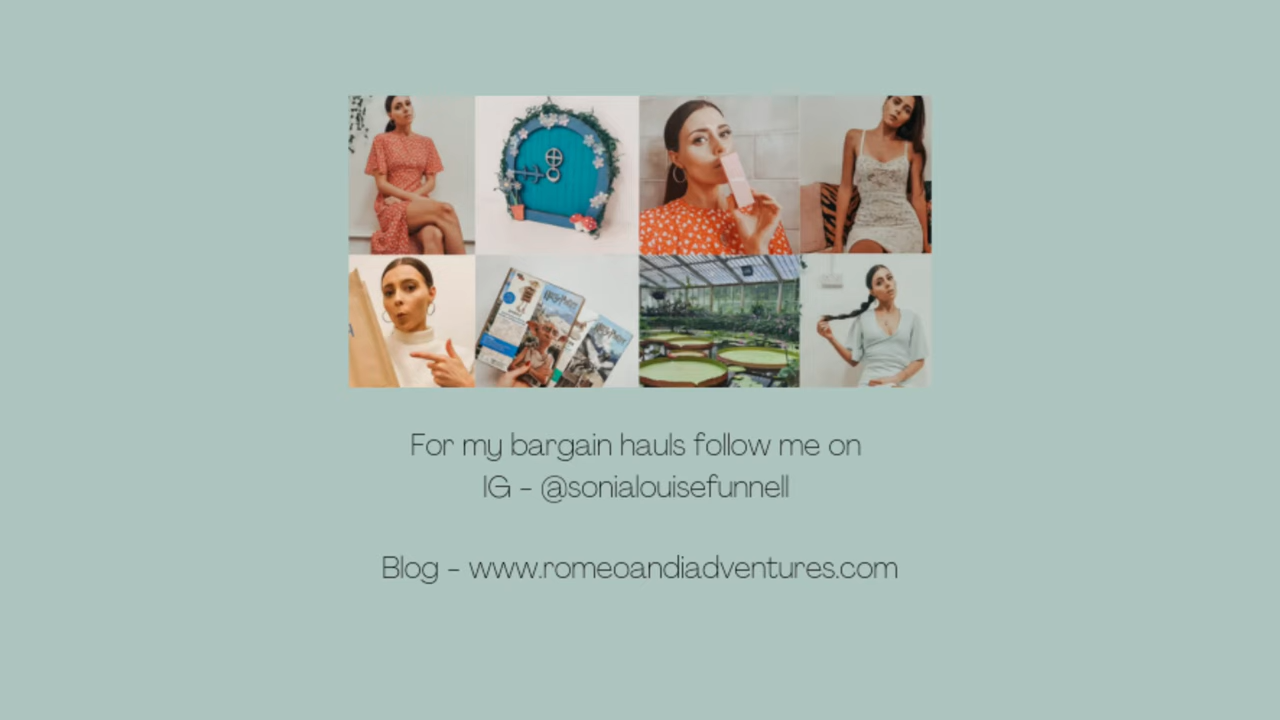 For my bargain hauls follow me on
IG - @sonialouisefunnell
Blog - www.romeoandiadventures.com